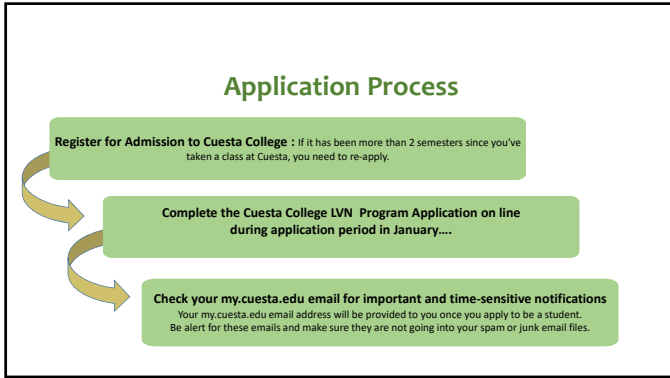 Application Process
Register for Admission to Cuesta College : If it has been more than 2 semesters since you've
taken a class at Cuesta, you need to re-apply.
Complete the Cuesta College LVN Program Application on line
during application period in January….
Check your my.cuesta.edu email for important and time-sensitive notifications
Your my.cuesta.edu email address will be provided to you once you apply to be a student.
Be alert for these emails and make sure they are not going into your spam or junk email files.